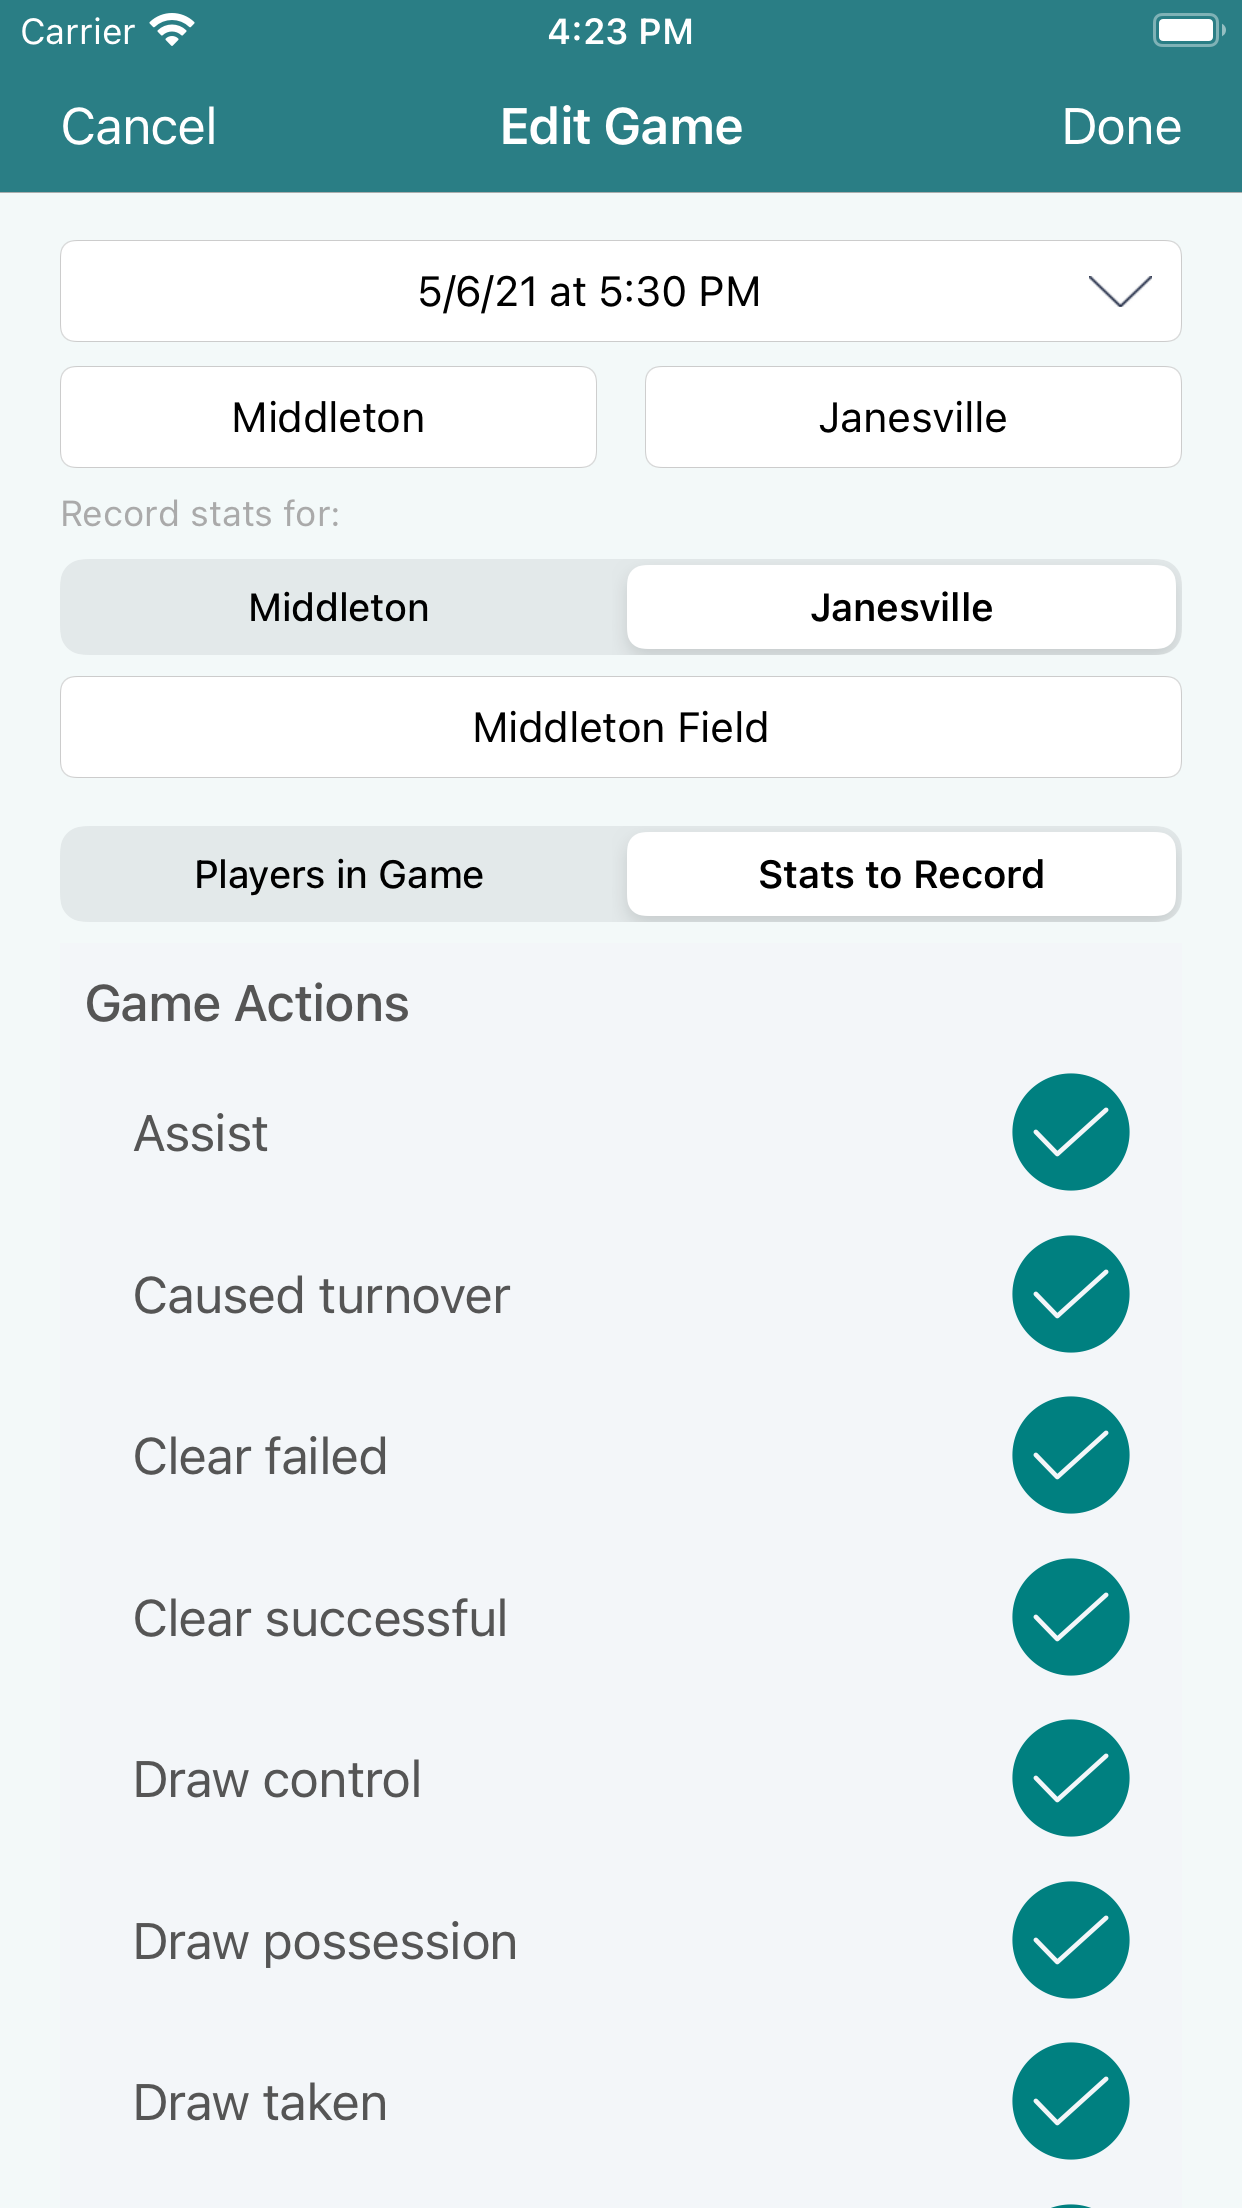 Carrier 4:23 PM
Cancel Edit Game Done
5/6/21 at 5:30 PM
Middleton Janesville
Record stats for:
Middleton Janesville
Middleton Field
Players in Game Stats to Record
Game Actions
Assist
Caused turnover
Clear failed
Clear successful
Draw control
Draw possession
Draw taken